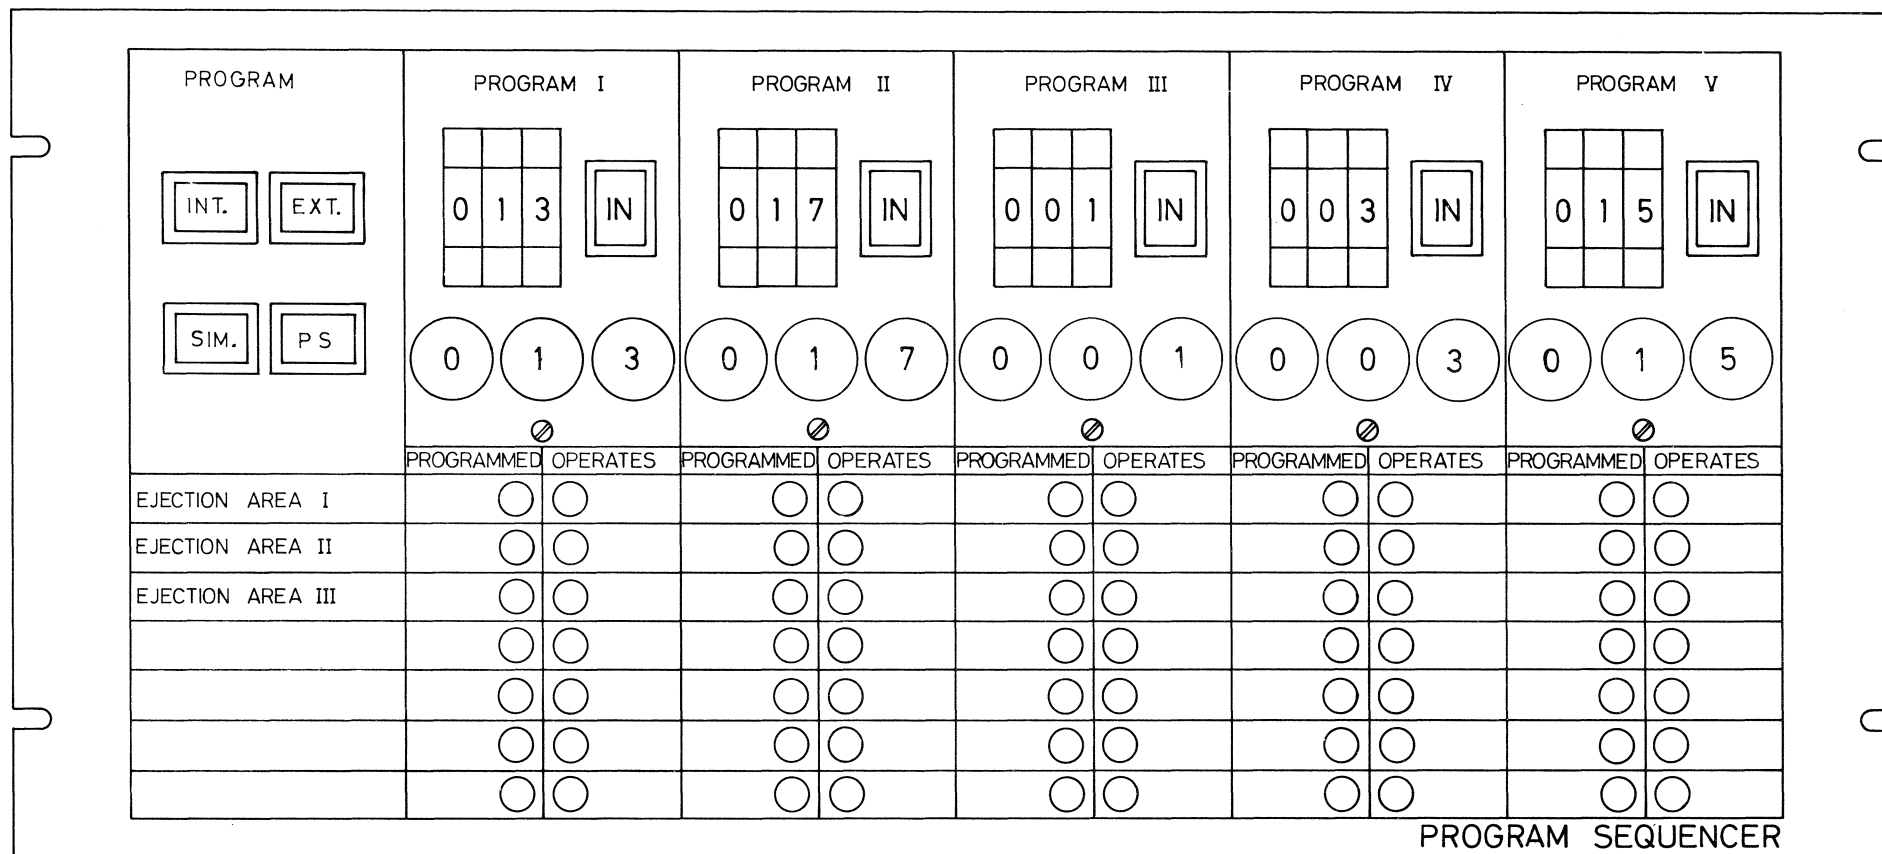 PROGRAM PROGRAM I PROGRAM II PROGRAM III PROGRAM IV PROGRAM V
INT. EXT. 0 1 3 IN 0 1 7 IN 0 0 1 IN 0 0 3 IN 0 1 5 IN
SIM. PS 0 1 3 0 1 7 0 0 1 0 0 3 0 1 5
PROGRAMMED OPERATES PROGRAMMED OPERATES PROGRAMMED OPERATES PROGRAMMED OPERATES PROGRAMMED OPERATES
EJECTION AREA I
EJECTION AREA II
EJECTION AREA III
PROGRAM SEQUENCER